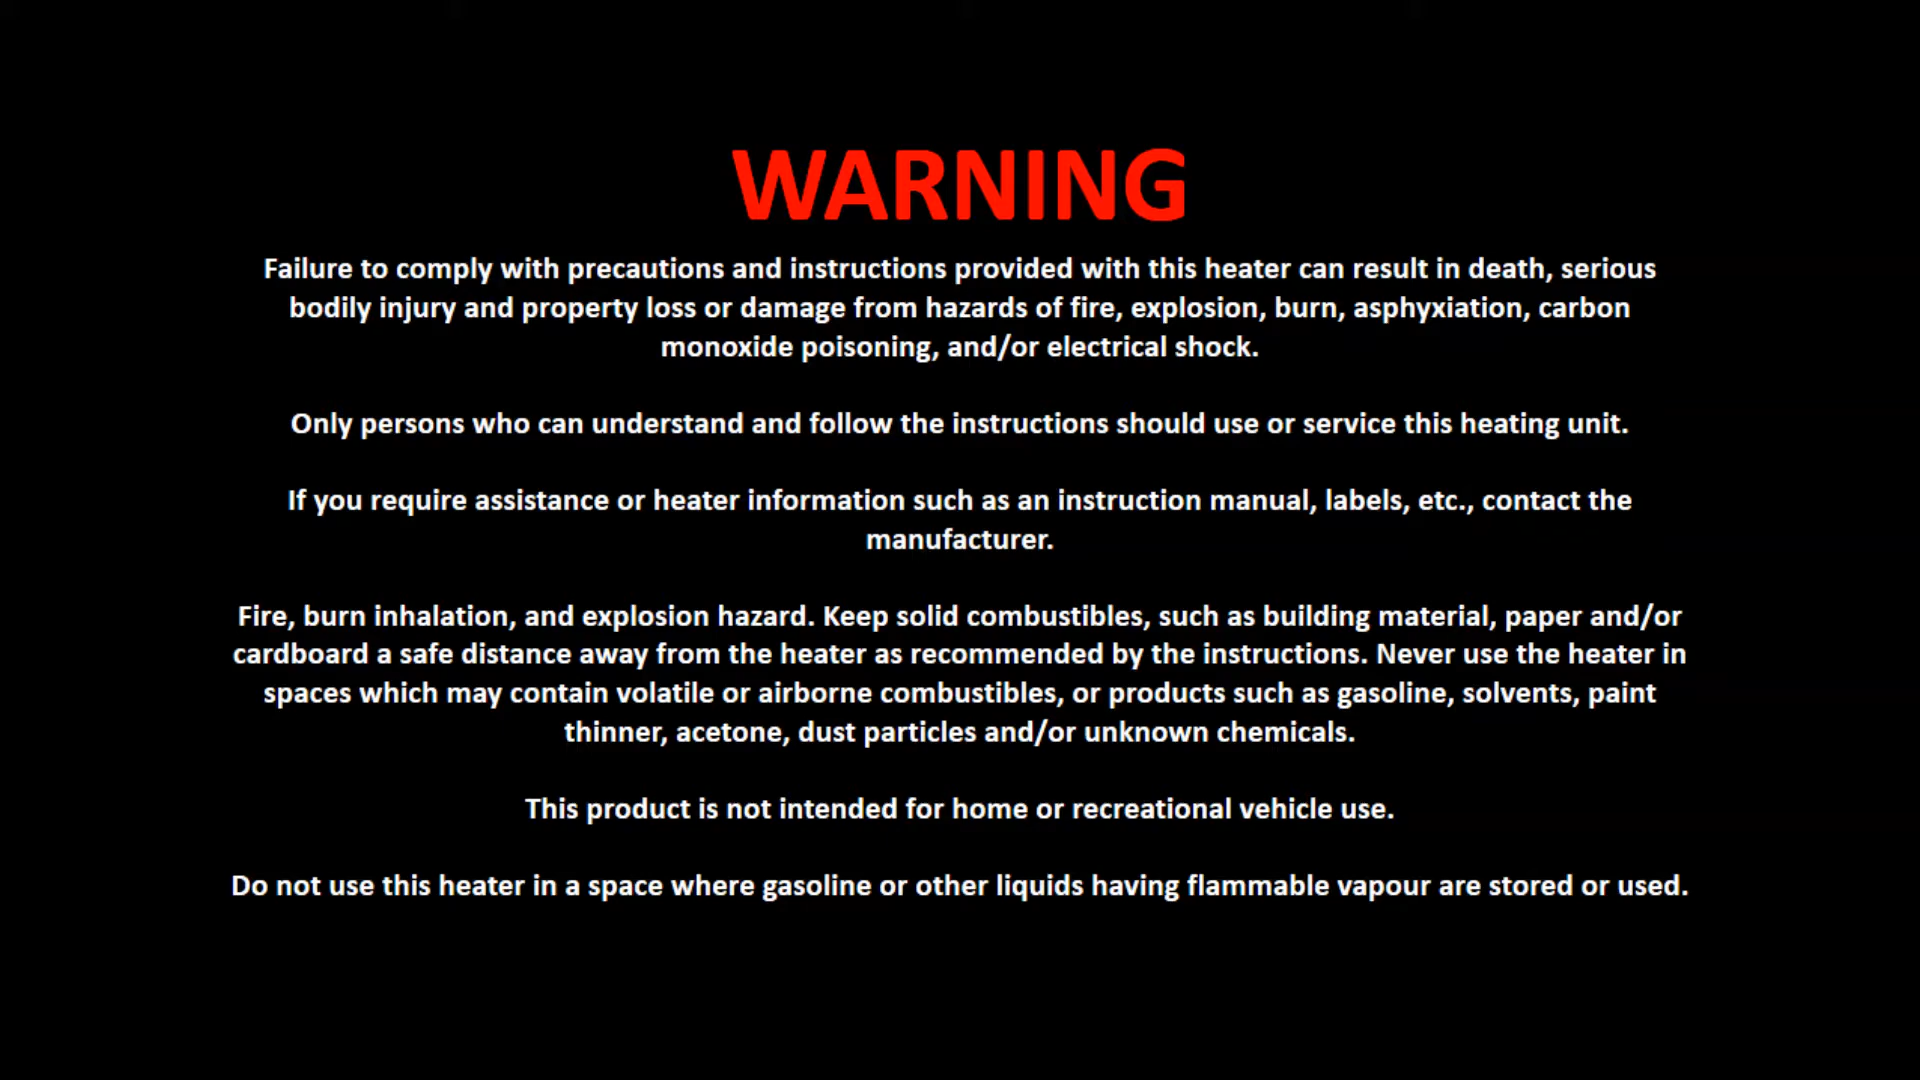 WARNING
Failure to comply with precautions and instructions provided with this heater can result in death, serious
bodily injury and property loss or damage from hazards of fire, explosion, burn, asphyxiation, carbon
monoxide poisoning, and/or electrical shock.
Only persons who can understand and follow the instructions should use or service this heating unit.
If you require assistance or heater information such as an instruction manual, labels, etc., contact the
manufacturer.
Fire, burn inhalation, and explosion hazard. Keep solid combustibles, such as building material, paper and/or
cardboard a safe distance away from the heater as recommended by the instructions. Never use the heater in
spaces which may contain volatile or airborne combustibles, or products such as gasoline, solvents, paint
thinner, acetone, dust particles and/or unknown chemicals.
This product is not intended for home or recreational vehicle use.
Do not use this heater in a space where gasoline or other liquids having flammable vapour are stored or used.